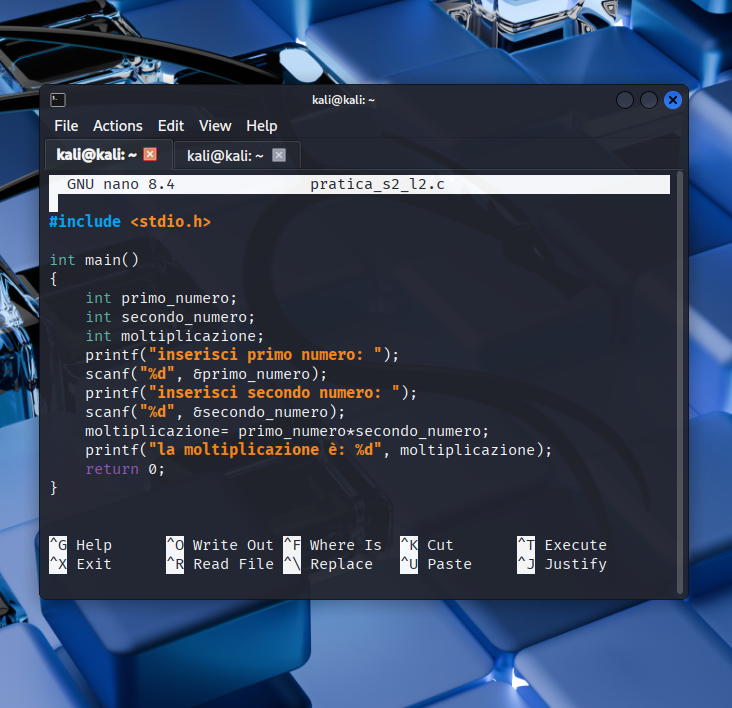 kali@kali: ~
File Actions Edit View Help
kali@kali: ~ kali@kali: ~
GNU nano 8.4 pratica_s2_l2.c
#include <stdio.h>
int main()
{
    int primo_numero;
    int secondo_numero;
    int moltiplicazione;
    printf("inserisci primo numero: ");
    scanf("%d", &primo_numero);
    printf("inserisci secondo numero: ");
    scanf("%d", &secondo_numero);
    moltiplicazione= primo_numero*secondo_numero;
    printf("la moltiplicazione è: %d", moltiplicazione);
    return 0;
}
^G Help ^O Write Out ^F Where Is ^K Cut ^T Execute
^X Exit ^R Read File ^\ Replace ^U Paste ^J Justify